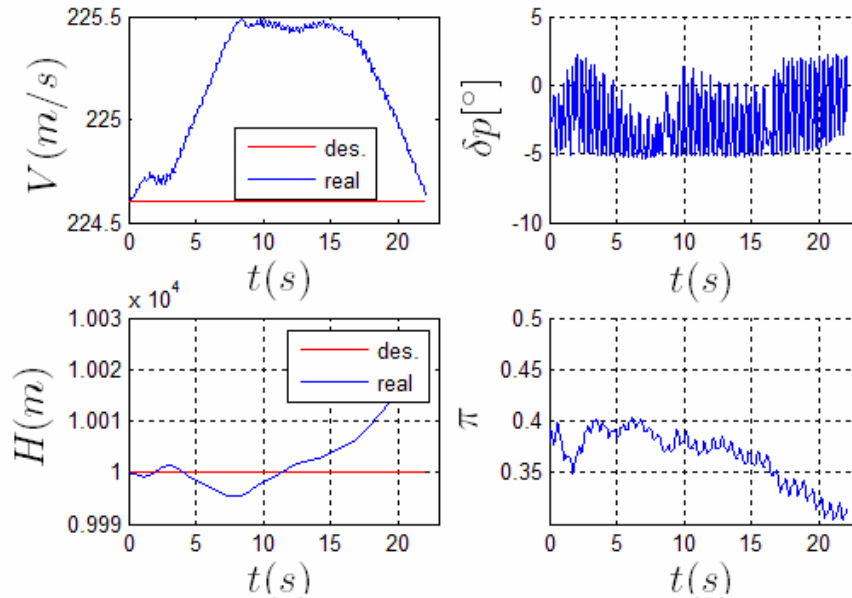 225.5
225
224.5
V(m/s)
des.
real
0 5 10 15 20
t(s)
5
0
-5
-10
δp[°]
0 5 10 15 20
t(s)
x 10^4
1.003
1.002
1.001
1
0.999
H(m)
des.
real
0 5 10 15 20
t(s)
0.5
0.45
0.4
0.35
π
0 5 10 15 20
t(s)